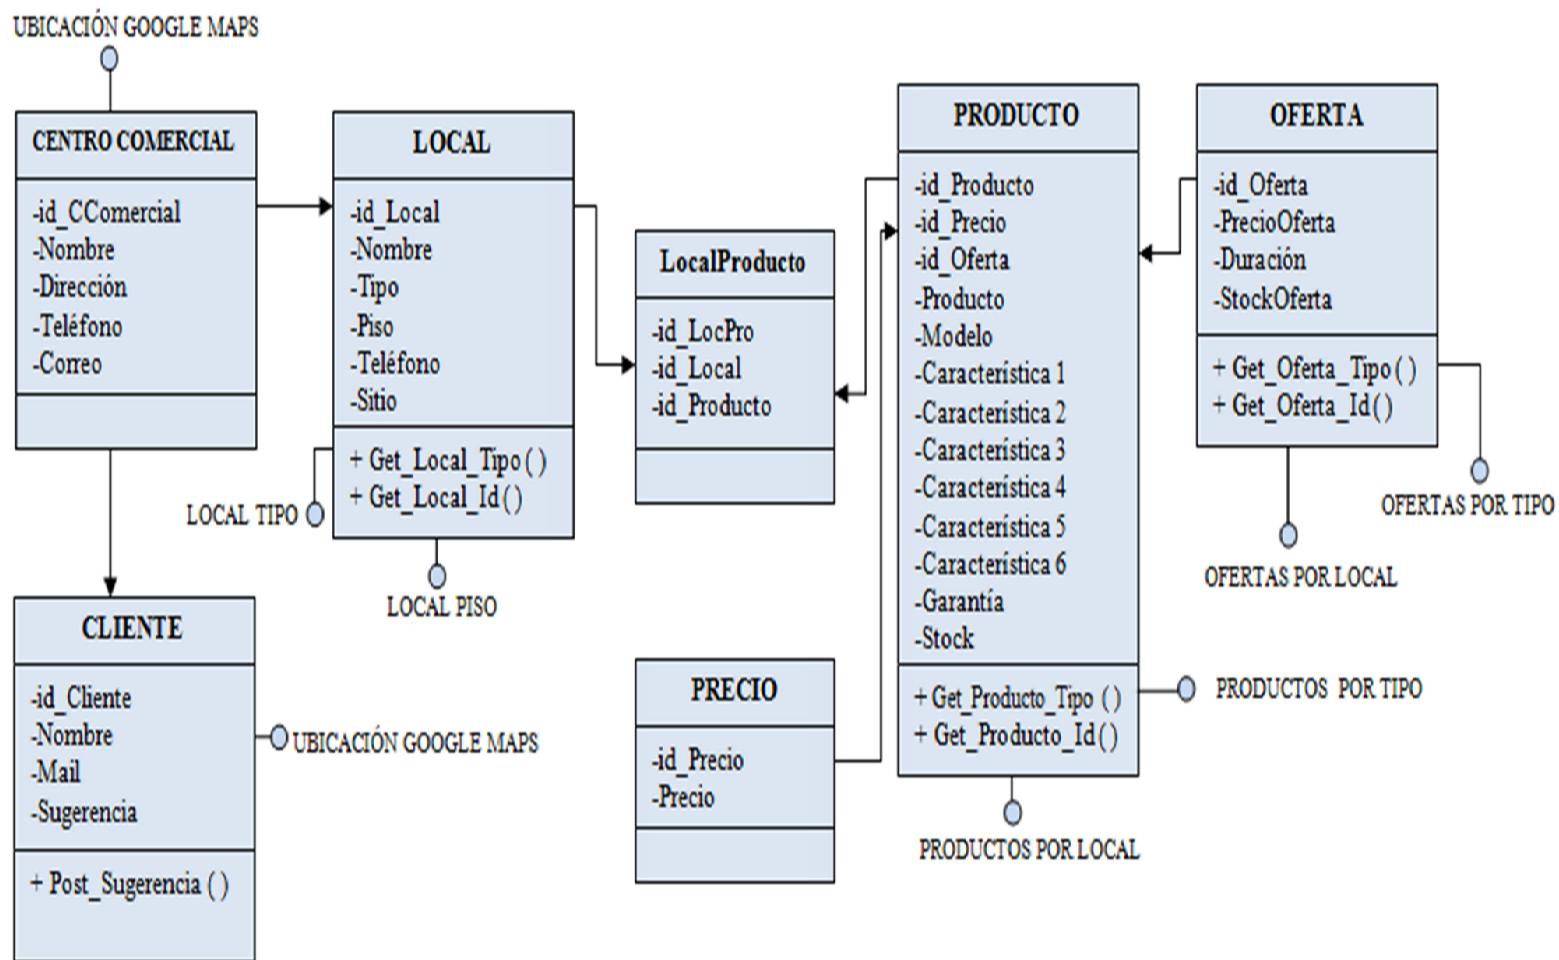 UBICACIÓN GOOGLE MAPS
CENTRO COMERCIAL
-id_CComercial
-Nombre
-Dirección
-Teléfono
-Correo
LOCAL
-id_Local
-Nombre
-Tipo
-Piso
-Teléfono
-Sitio
+ Get_Local_Tipo ( )
+ Get_Local_Id ( )
LOCAL TIPO
LOCAL PISO
CLIENTE
-id_Cliente
-Nombre
-Mail
-Sugerencia
+ Post_Sugerencia ( )
UBICACIÓN GOOGLE MAPS
LocalProducto
-id_LocPro
-id_Local
-id_Producto
PRECIO
-id_Precio
-Precio
PRODUCTO
-id_Producto
-id_Precio
-id_Oferta
-Producto
-Modelo
-Característica 1
-Característica 2
-Característica 3
-Característica 4
-Característica 5
-Característica 6
-Garantía
-Stock
+ Get_Producto_Tipo ( )
+ Get_Producto_Id ( )
PRODUCTOS POR TIPO
PRODUCTOS POR LOCAL
OFERTA
-id_Oferta
-PrecioOferta
-Duración
-StockOferta
+ Get_Oferta_Tipo ( )
+ Get_Oferta_Id ( )
OFERTAS POR TIPO
OFERTAS POR LOCAL